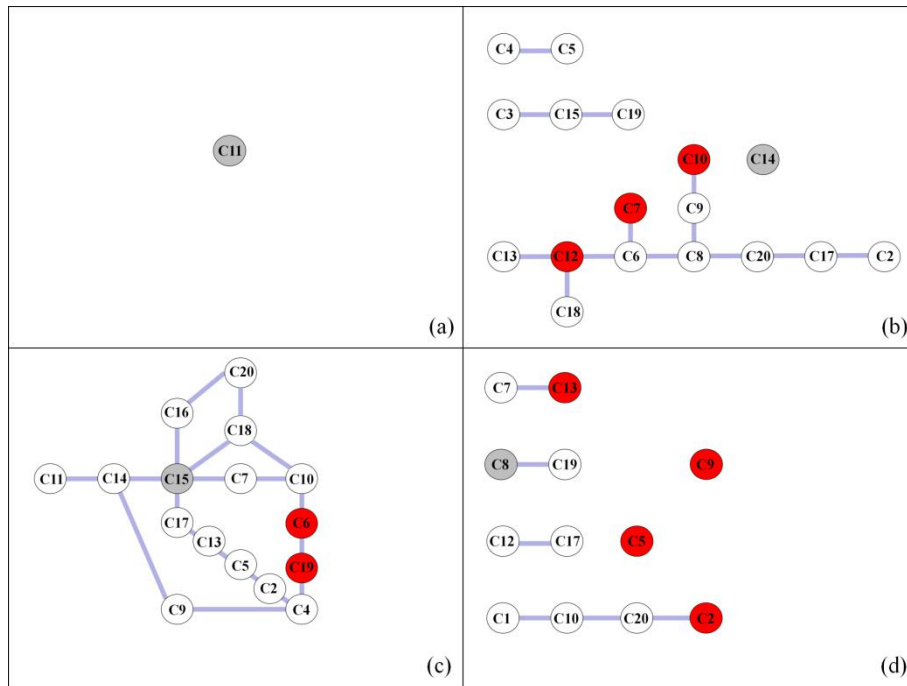 C11
(a)
C4 C5
C3 C15 C19
C10 C14
C7 C9
C13 C12 C6 C8 C20 C17 C2
C18
(b)
C20
C16
C18
C11 C14 C15 C7 C10
C17 C6
C13
C5 C19
C2
C9 C4
(c)
C7 C13
C8 C19 C9
C12 C17 C5
C1 C10 C20 C2
(d)